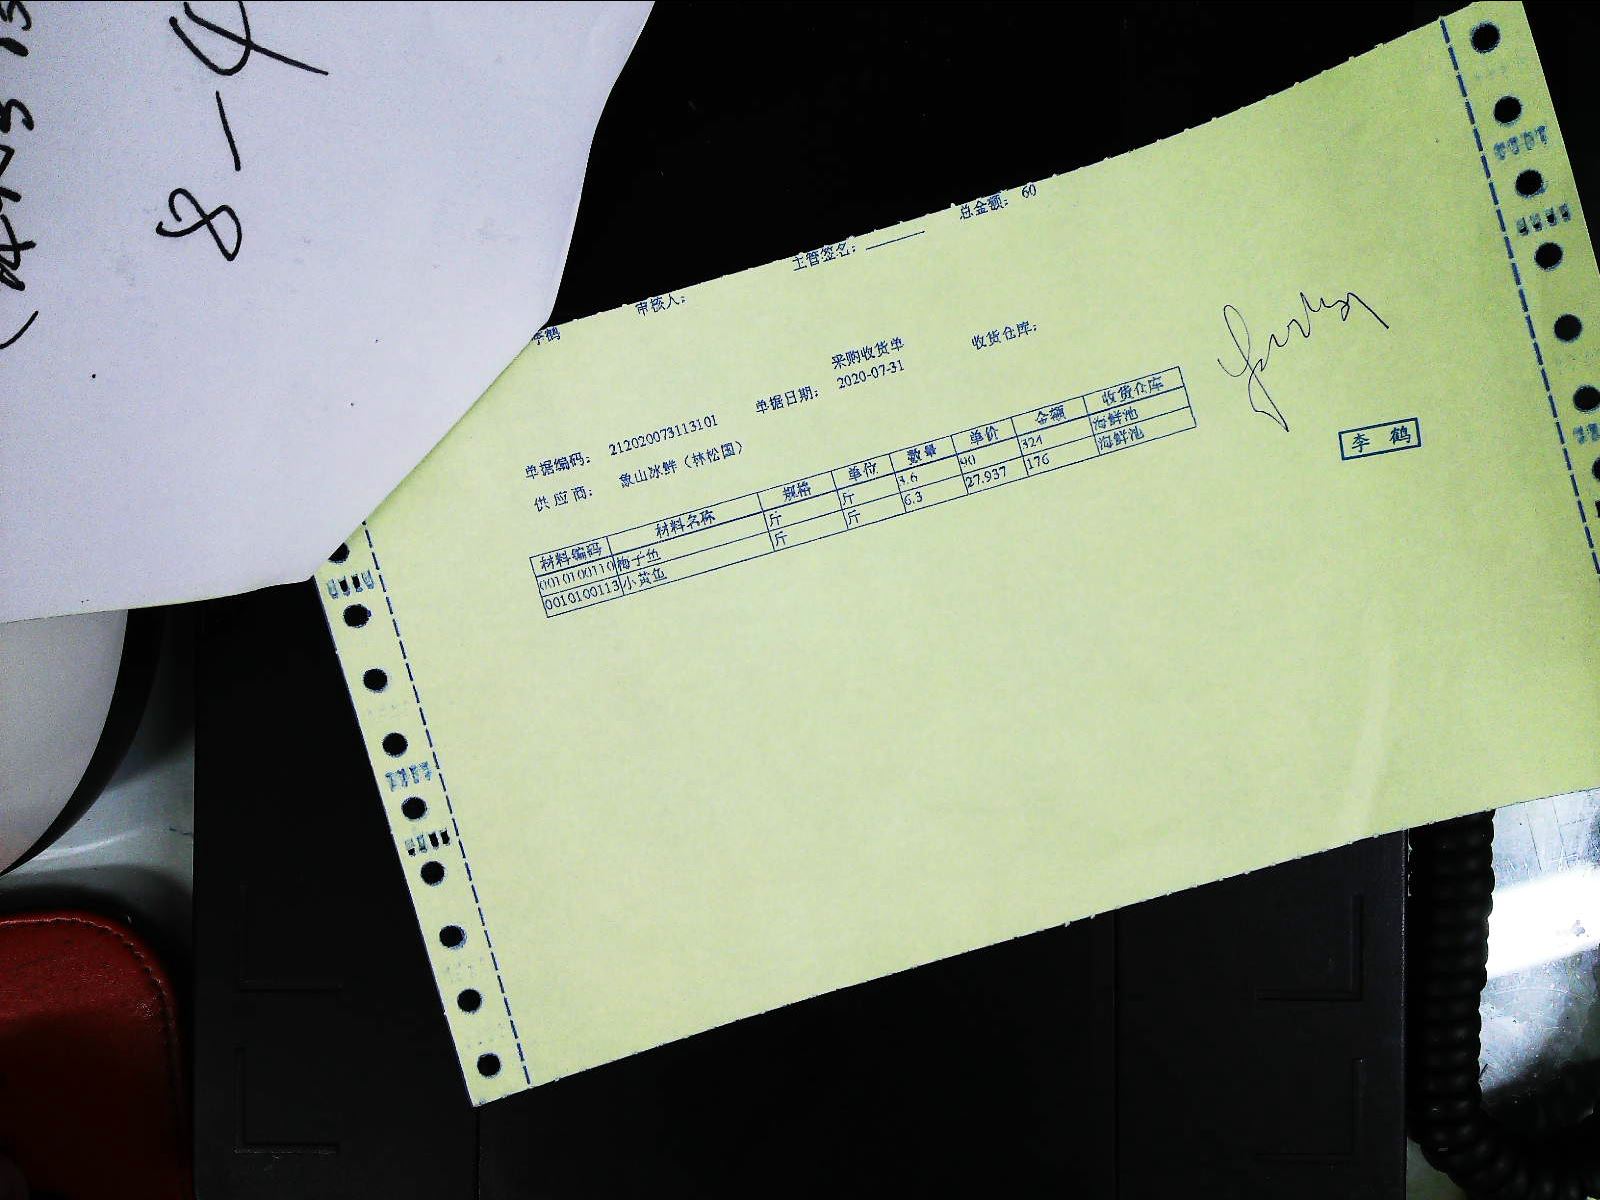 8-4
总金额： 60
主管签名：
审核人：
李鹤
采购收货单
收货仓库：
单据编码： 212020073113101 单据日期： 2020-07-31
供应商： 象山冰鲜（林松国）
材料编码 材料名称 规格 单位 数量 单价 金额 收货仓库
0010100110 梅子鱼 斤 斤 3.6 90 324 海鲜池
0010100113 小黄鱼 斤 斤 6.3 27.937 176 海鲜池
李 鹤